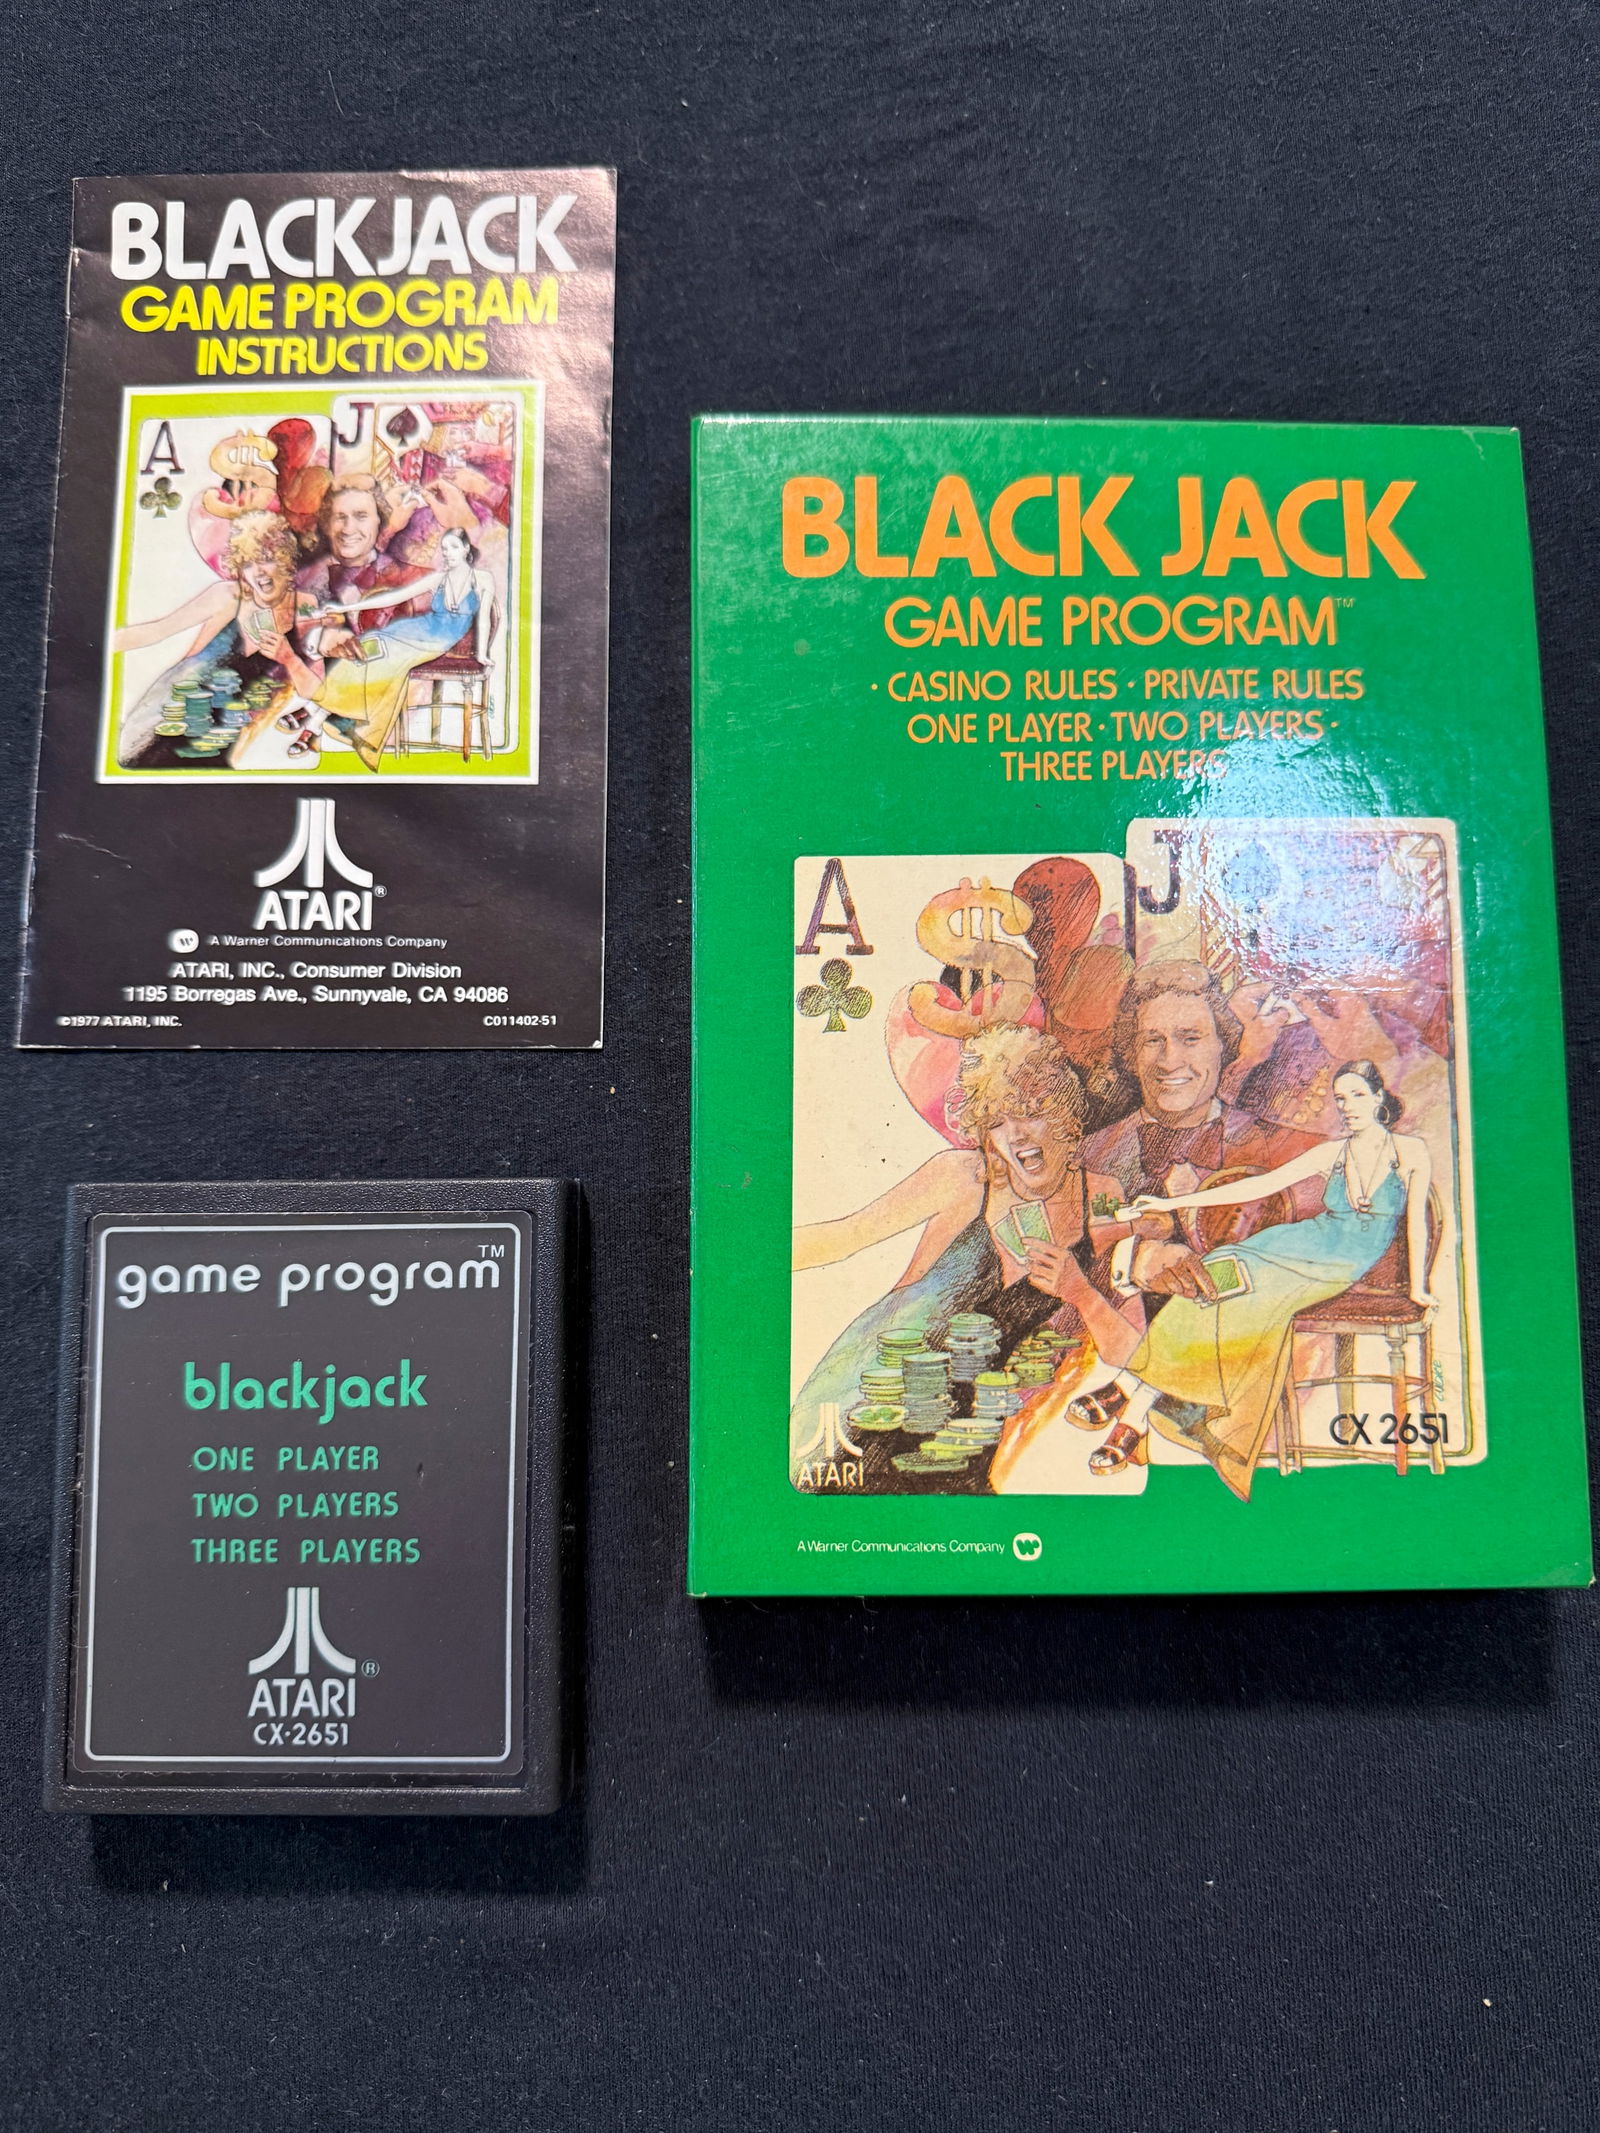 BLACKJACK
GAME PROGRAM
INSTRUCTIONS
A
J
ATARI®
W A Warner Communications Company
ATARI, INC., Consumer Division
1195 Borregas Ave., Sunnyvale, CA 94086
©1977 ATARI, INC. C011402-51
BLACK JACK
GAME PROGRAM™
· CASINO RULES · PRIVATE RULES
ONE PLAYER · TWO PLAYERS ·
THREE PLAYERS
A
J
CX 2651
ATARI
A Warner Communications Company W
game program™
blackjack
ONE PLAYER
TWO PLAYERS
THREE PLAYERS
ATARI®
CX-2651